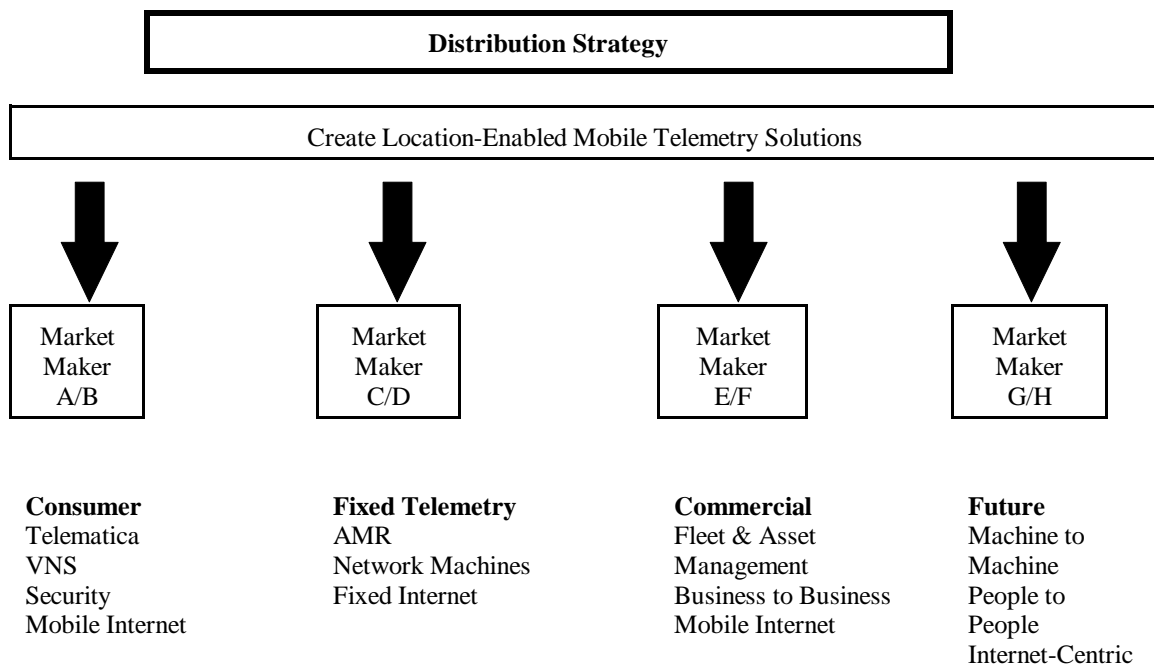 Distribution Strategy
Create Location-Enabled Mobile Telemetry Solutions
Market
Maker
A/B
Market
Maker
C/D
Market
Maker
E/F
Market
Maker
G/H
Consumer
Telematica
VNS
Security
Mobile Internet
Fixed Telemetry
AMR
Network Machines
Fixed Internet
Commercial
Fleet & Asset
Management
Business to Business
Mobile Internet
Future
Machine to
Machine
People to
People
Internet-Centric